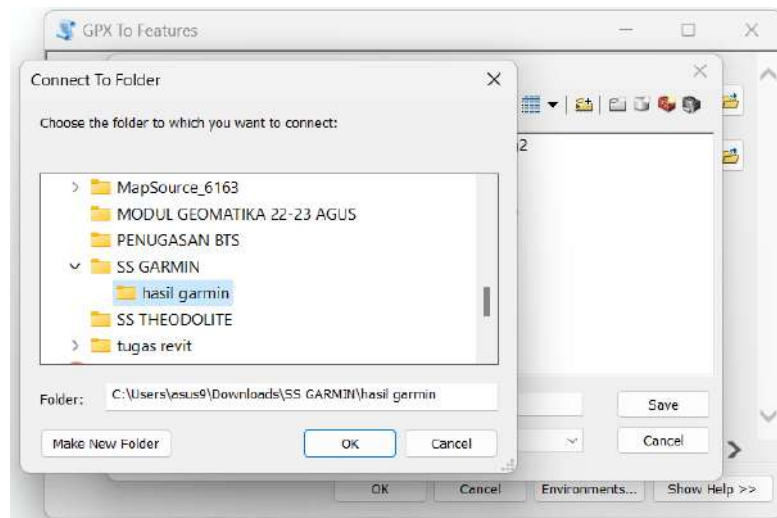 GPX To Features
Connect To Folder
Choose the folder to which you want to connect:
MapSource_6163
MODUL GEOMATIKA 22-23 AGUS
PENUGASAN BTS
SS GARMIN
hasil garmin
SS THEODOLITE
tugas revit
Folder: C:\Users\asus9\Downloads\SS GARMIN\hasil garmin
Make New Folder OK Cancel
Save
Cancel
OK Cancel Environments... Show Help >>